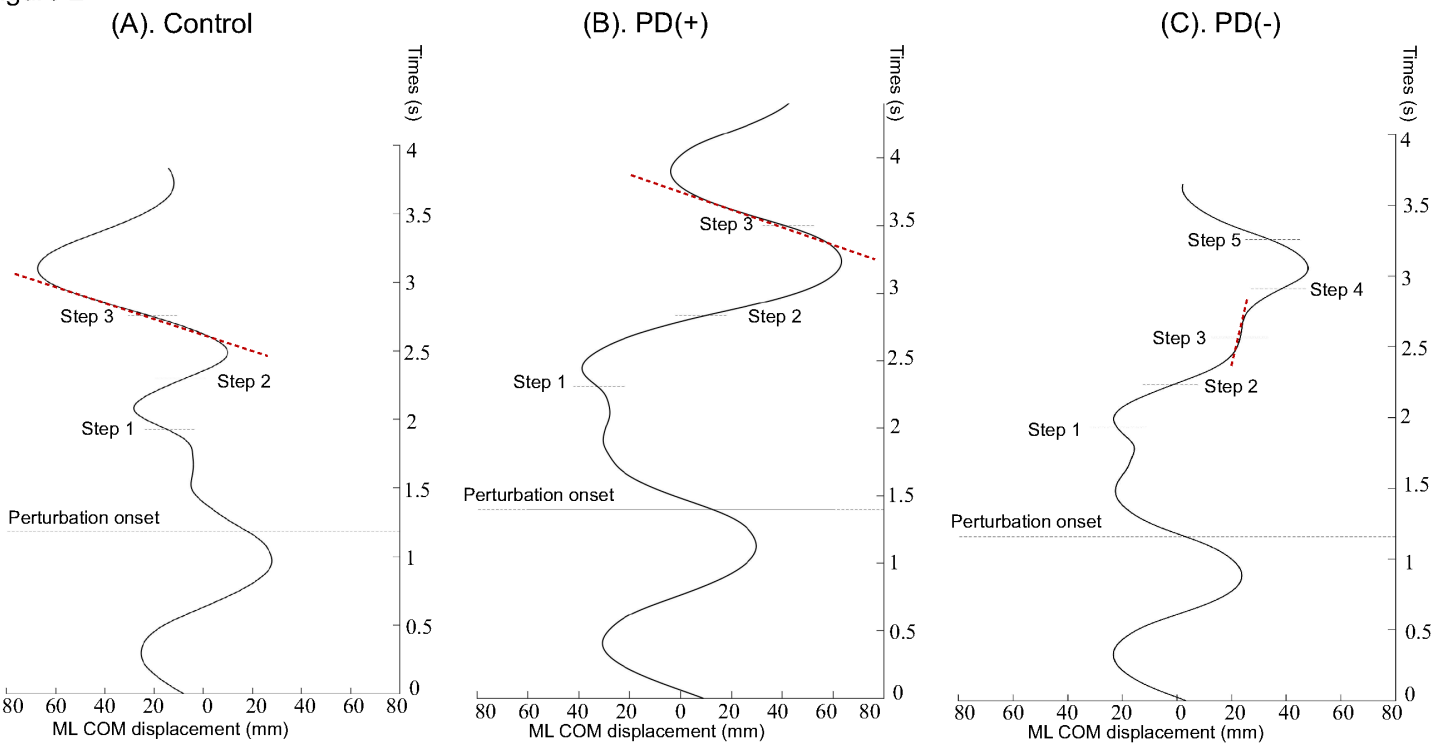 (A). Control
(B). PD(+)
(C). PD(-)
Times (s)
4
3.5
3
2.5
2
1.5
1
0.5
0
Step 3
Step 2
Step 1
Perturbation onset
80 60 40 20 0 20 40 60 80
ML COM displacement (mm)
Times (s)
4
3.5
3
2.5
2
1.5
1
0.5
0
Step 3
Step 2
Step 1
Perturbation onset
80 60 40 20 0 20 40 60 80
ML COM displacement (mm)
Times (s)
4
3.5
3
2.5
2
1.5
1
0.5
0
Step 5
Step 4
Step 3
Step 2
Step 1
Perturbation onset
80 60 40 20 0 20 40 60 80
ML COM displacement (mm)